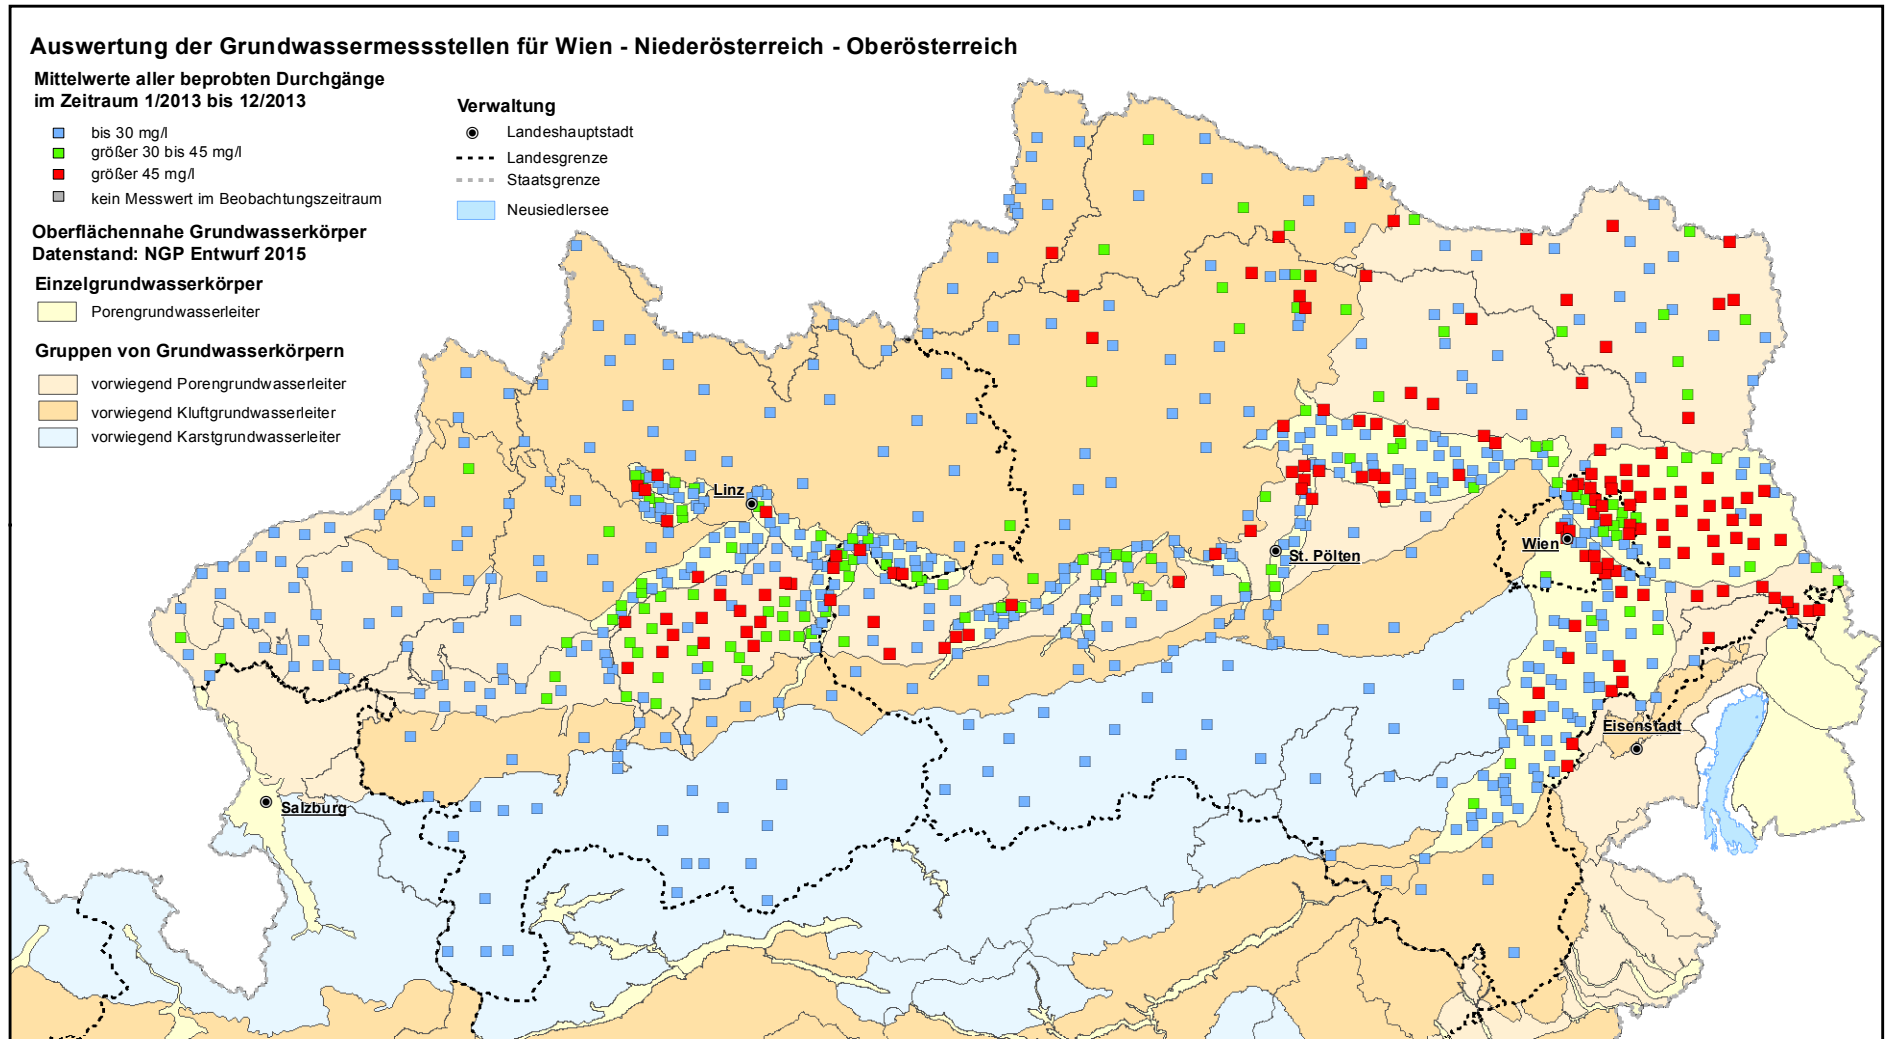 Auswertung der Grundwassermessstellen für Wien - Niederösterreich - Oberösterreich
Mittelwerte aller beprobten Durchgänge
im Zeitraum 1/2013 bis 12/2013
bis 30 mg/l
größer 30 bis 45 mg/l
größer 45 mg/l
kein Messwert im Beobachtungszeitraum
Oberflächennahe Grundwasserkörper
Datenstand: NGP Entwurf 2015
Einzelgrundwasserkörper
Porengrundwasserleiter
Gruppen von Grundwasserkörpern
vorwiegend Porengrundwasserleiter
vorwiegend Kluftgrundwasserleiter
vorwiegend Karstgrundwasserleiter
Verwaltung
Landeshauptstadt
Landesgrenze
Staatsgrenze
Neusiedlersee
Linz
St. Pölten
Wien
Eisenstadt
Salzburg